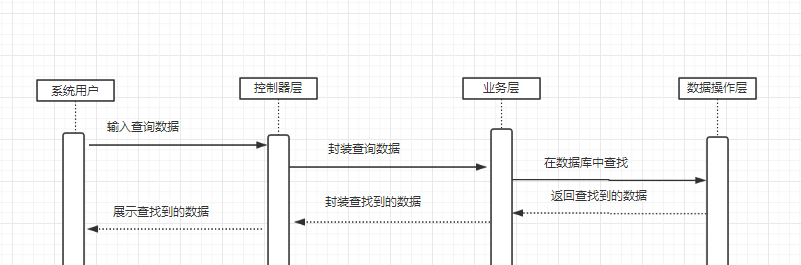 系统用户
控制器层
业务层
数据操作层
输入查询数据
封装查询数据
在数据库中查找
返回查找到的数据
封装查找到的数据
展示查找到的数据